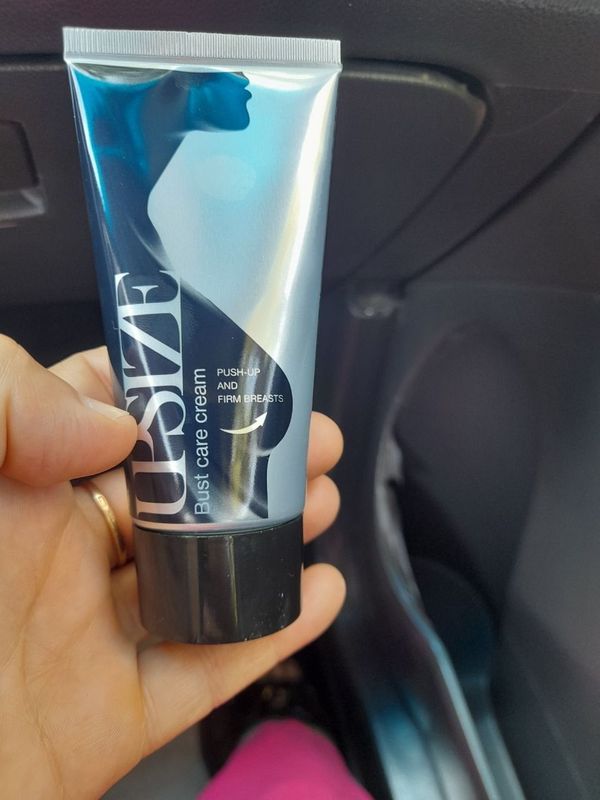 UPSIZE
Bust care cream
PUSH-UP
AND
FIRM BREASTS